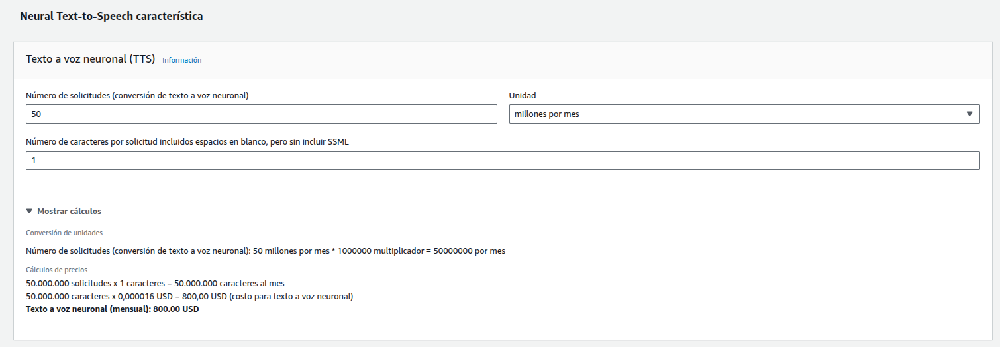 Neural Text-to-Speech característica
Texto a voz neuronal (TTS) Información
Número de solicitudes (conversión de texto a voz neuronal)
50
Unidad
millones por mes
Número de caracteres por solicitud incluidos espacios en blanco, pero sin incluir SSML
1
Mostrar cálculos
Conversión de unidades
Número de solicitudes (conversión de texto a voz neuronal): 50 millones por mes * 1000000 multiplicador = 50000000 por mes
Cálculos de precios
50.000.000 solicitudes x 1 caracteres = 50.000.000 caracteres al mes
50.000.000 caracteres x 0,000016 USD = 800,00 USD (costo para texto a voz neuronal)
Texto a voz neuronal (mensual): 800.00 USD